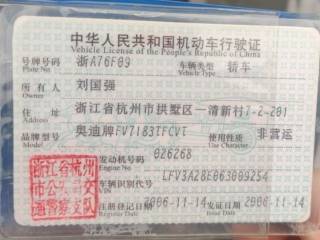 中华人民共和国机动车行驶证
Vehicle License of the People's Republic of China
号牌号码 浙A76F09 车辆类型 轿车
Plate No. Vehicle Type
所有人 刘国强
Owner
住址 浙江省杭州市拱墅区一清新村7-2-201
Address
品牌型号 奥迪牌FV7183TFCVT 使用性质 非营运
Model Use Character
发动机号码 026268
车辆识别代号 LFV3A28E063009254
注册登记日期 2006-11-14 发证日期 2006-11-14
Register Date Issue Date
浙江省杭州
市公安局交
通警察支队